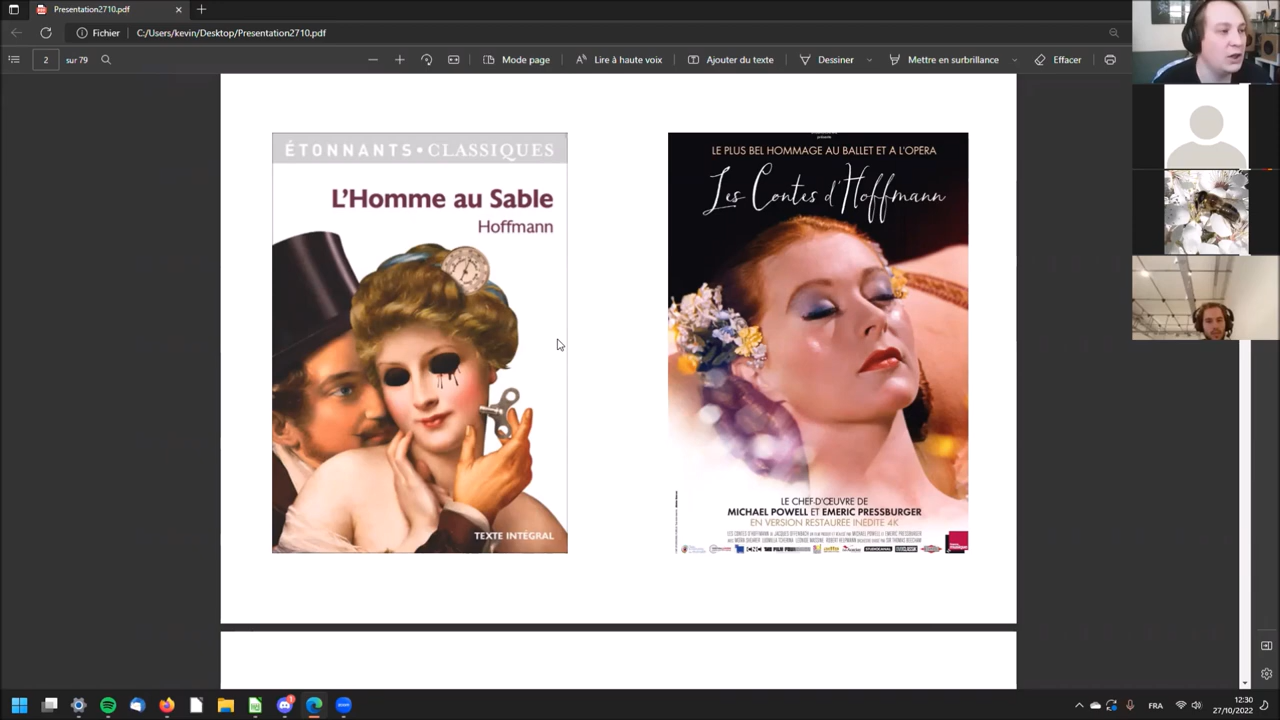 Presentation2710.pdf
Fichier
C:/Users/kevin/Desktop/Presentation2710.pdf
2
sur 79
Mode page
Lire à haute voix
Ajouter du texte
Dessiner
Mettre en surbrillance
Effacer
ÉTONNANTS • CLASSIQUES
L'Homme au Sable
Hoffmann
TEXTE INTÉGRAL
LE PLUS BEL HOMMAGE AU BALLET ET A L'OPÉRA
Les Contes d'Hoffmann
LE CHEF-D'ŒUVRE DE
MICHAEL POWELL ET EMERIC PRESSBURGER
EN VERSION RESTAURÉE INÉDITE 4K
FRA
12:30
27/10/2022